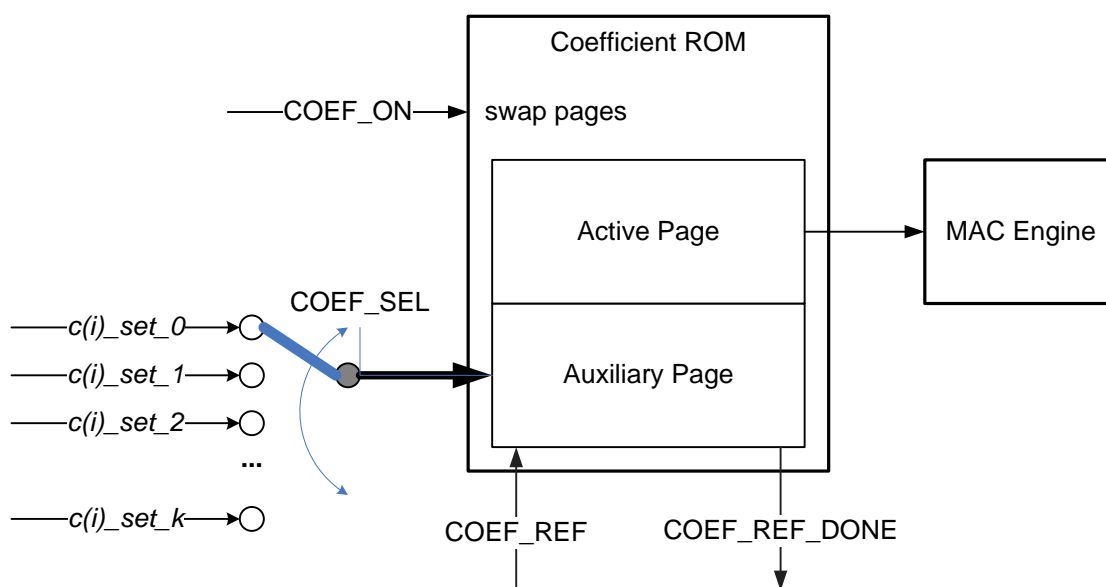 Coefficient ROM
COEF_ON
swap pages
Active Page
MAC Engine
COEF_SEL
c(i)_set_0
c(i)_set_1
Auxiliary Page
c(i)_set_2
...
c(i)_set_k
COEF_REF
COEF_REF_DONE